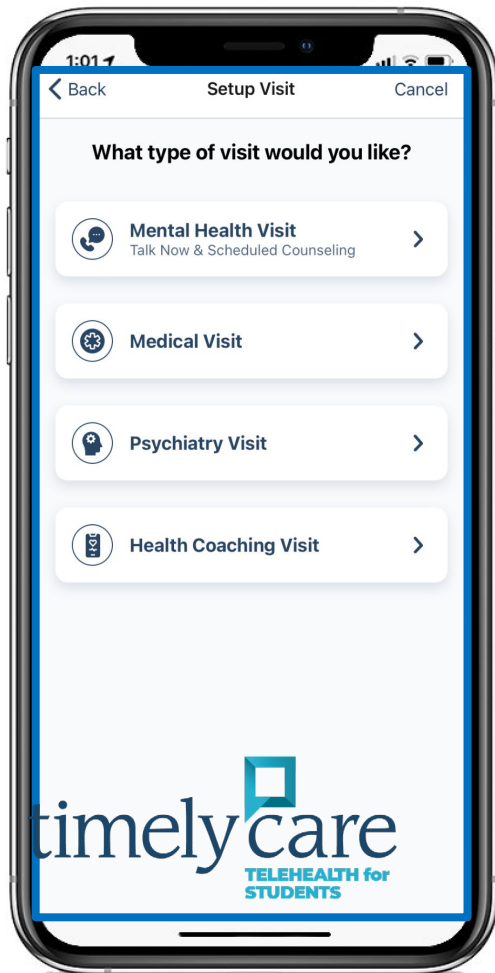 1:01
Back Setup Visit Cancel
What type of visit would you like?
Mental Health Visit
Talk Now & Scheduled Counseling
Medical Visit
Psychiatry Visit
Health Coaching Visit
timelycare
TELEHEALTH for
STUDENTS